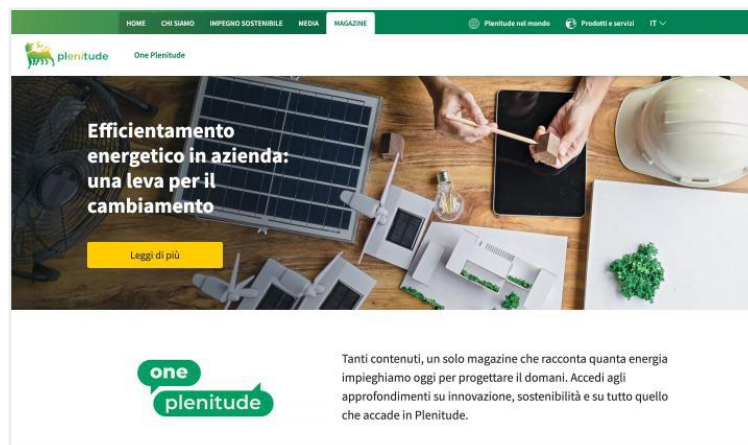 HOME CHI SIAMO IMPEGNO SOSTENIBILE MEDIA MAGAZINE Plenitude nel mondo Prodotti e servizi IT
plenitude One Plenitude
Efficientamento
energetico in azienda:
una leva per il
cambiamento
Leggi di più
one
plenitude
Tanti contenuti, un solo magazine che racconta quanta energia
impieghiamo oggi per progettare il domani. Accedi agli
approfondimenti su innovazione, sostenibilità e su tutto quello
che accade in Plenitude.